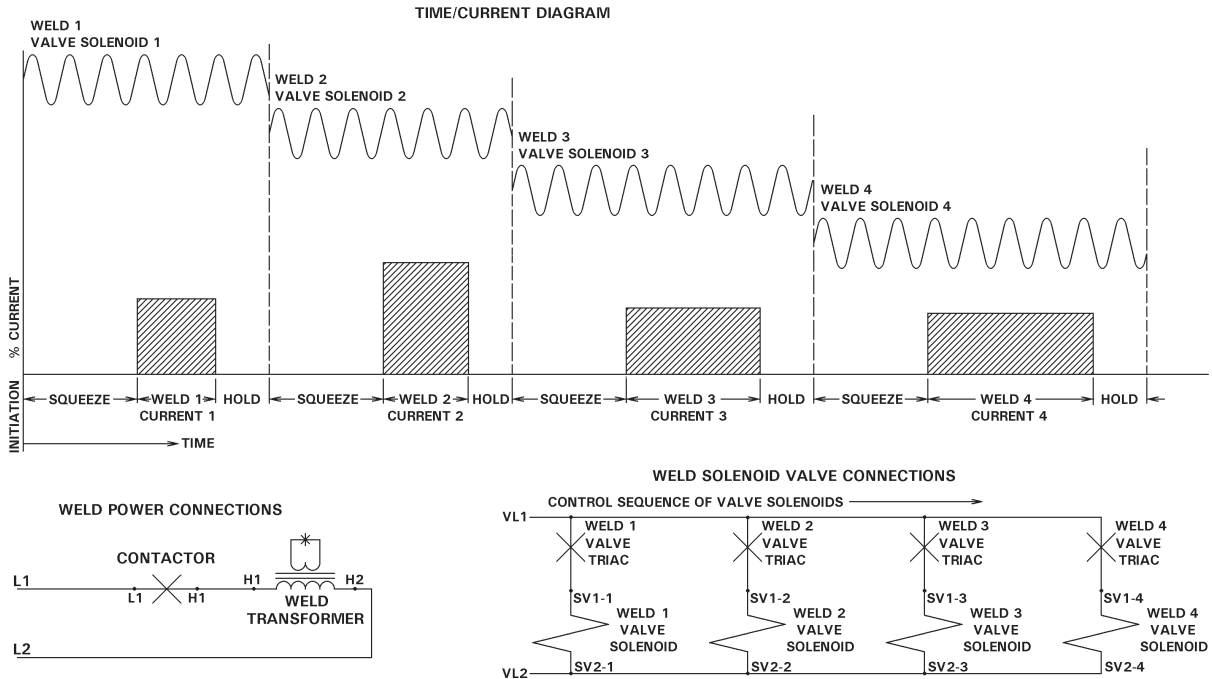 TIME/CURRENT DIAGRAM
WELD 1
VALVE SOLENOID 1
WELD 2
VALVE SOLENOID 2
WELD 3
VALVE SOLENOID 3
WELD 4
VALVE SOLENOID 4
% CURRENT
INITIATION
SQUEEZE WELD 1 HOLD SQUEEZE WELD 2 HOLD SQUEEZE WELD 3 HOLD SQUEEZE WELD 4 HOLD
CURRENT 1 CURRENT 2 CURRENT 3 CURRENT 4
TIME
WELD POWER CONNECTIONS
CONTACTOR
L1
L1
H1
H1
H2
WELD
TRANSFORMER
L2
WELD SOLENOID VALVE CONNECTIONS
CONTROL SEQUENCE OF VALVE SOLENOIDS
VL1
WELD 1
VALVE
TRIAC
WELD 2
VALVE
TRIAC
WELD 3
VALVE
TRIAC
WELD 4
VALVE
TRIAC
SV1-1
SV1-2
SV1-3
SV1-4
WELD 1
VALVE
SOLENOID
WELD 2
VALVE
SOLENOID
WELD 3
VALVE
SOLENOID
WELD 4
VALVE
SOLENOID
VL2
SV2-1
SV2-2
SV2-3
SV2-4